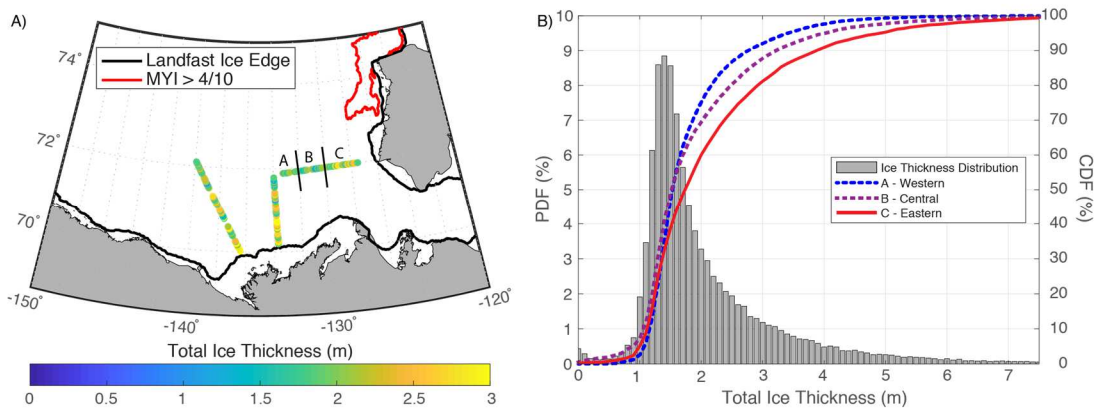 A)
Landfast Ice Edge
MYI > 4/10
74°
72°
70°
A B C
-150°
-140°
-130°
-120°
Total Ice Thickness (m)
0 0.5 1 1.5 2 2.5 3
B)
PDF (%)
10
9
8
7
6
5
4
3
2
1
0
Ice Thickness Distribution
A - Western
B - Central
C - Eastern
100
90
80
70
60
50
40
30
20
10
0
CDF (%)
0 1 2 3 4 5 6 7
Total Ice Thickness (m)